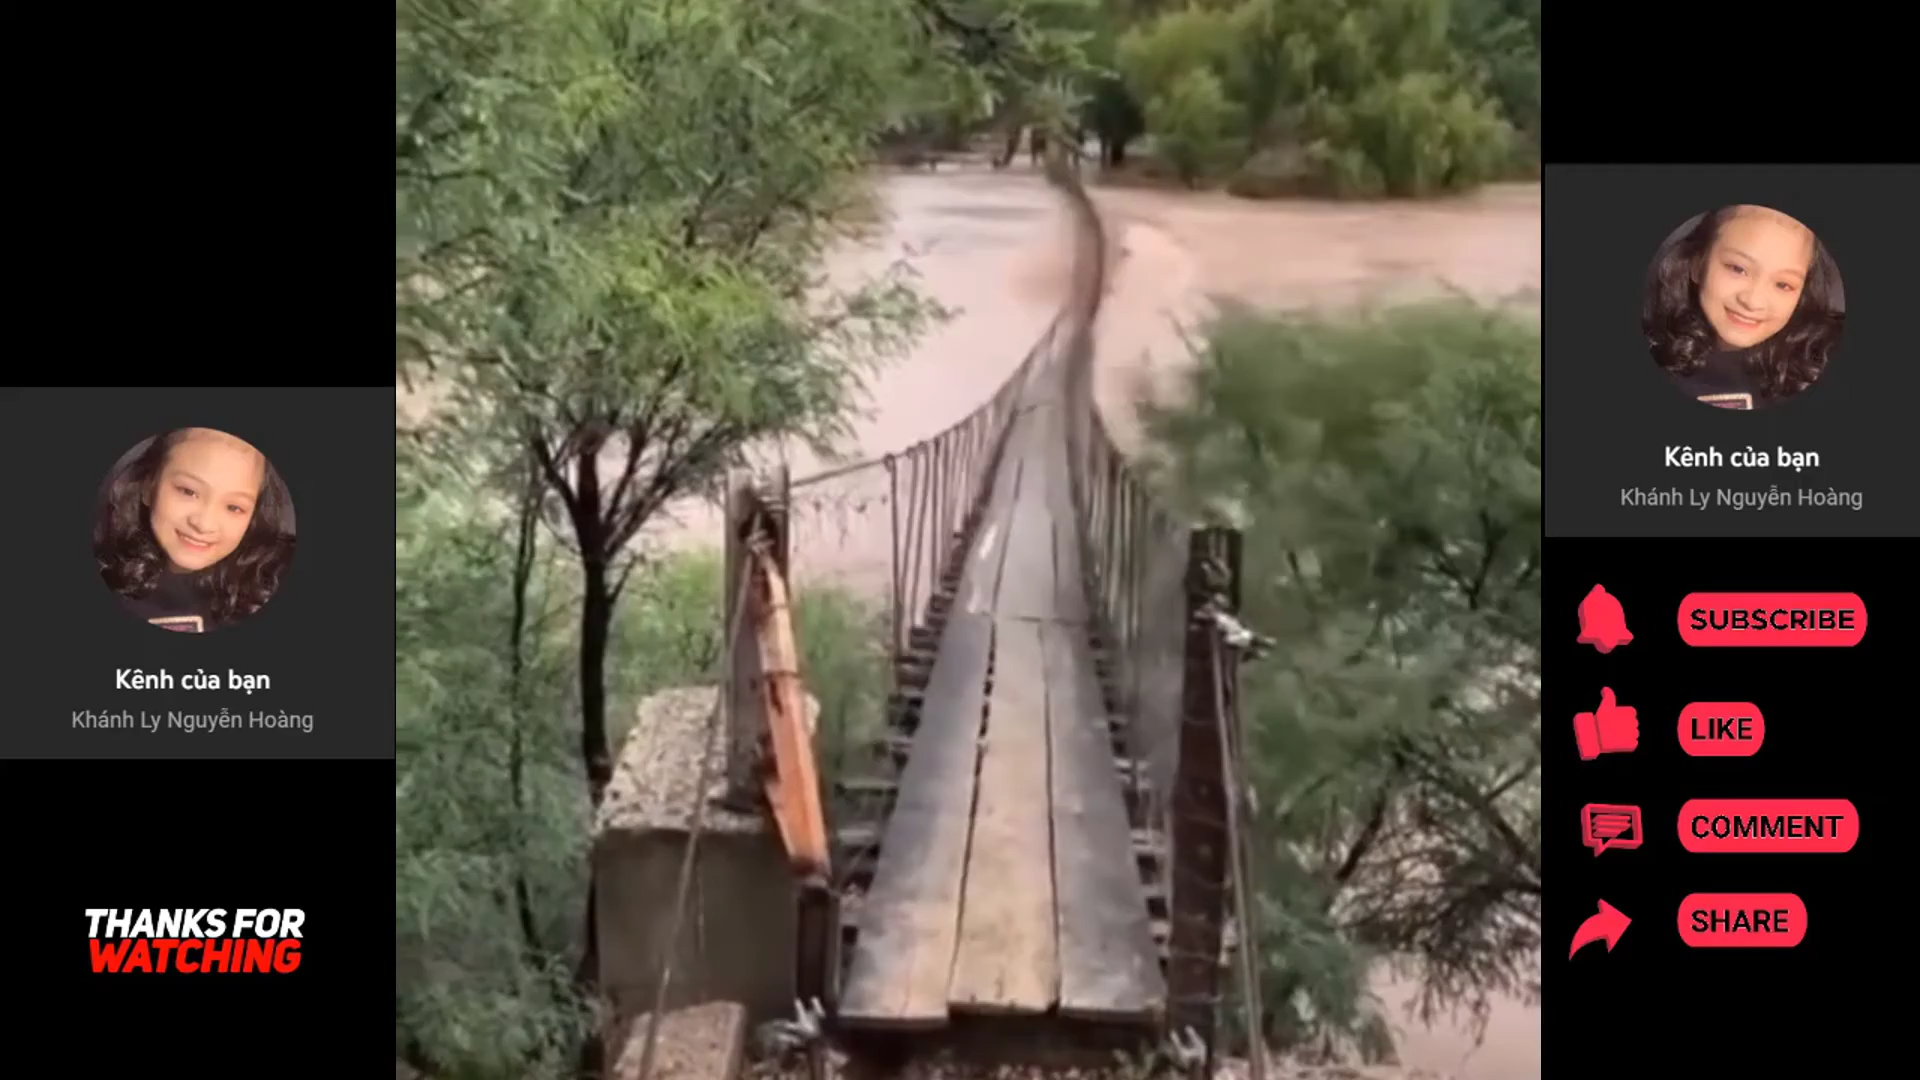 Kênh của bạn
Khánh Ly Nguyễn Hoàng
THANKS FOR
WATCHING
Kênh của bạn
Khánh Ly Nguyễn Hoàng
SUBSCRIBE
LIKE
COMMENT
SHARE